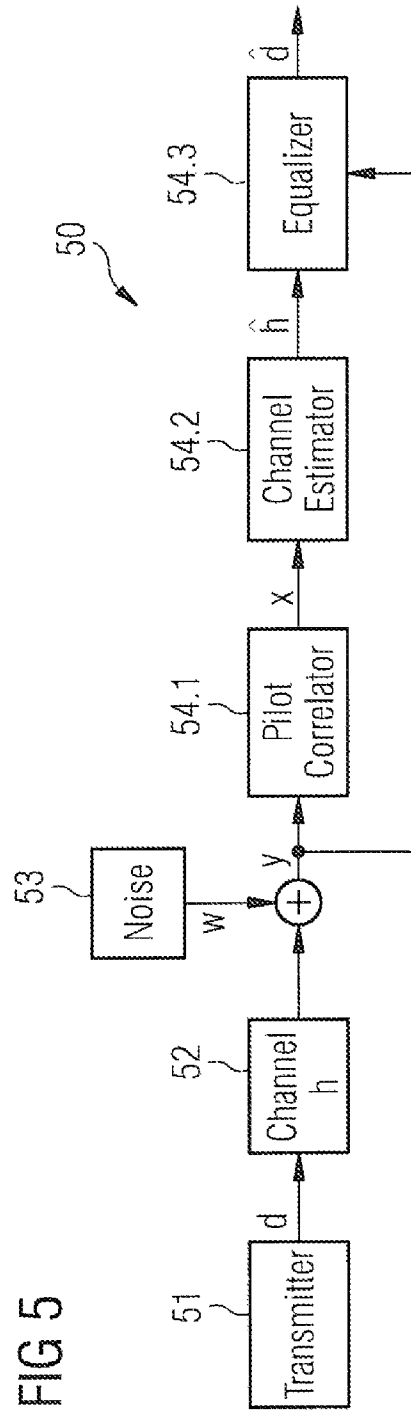 FIG 5
50
51
Transmitter
d
52
Channel
h
53
Noise
w
+
y
54.1
Pilot
Correlator
x
54.2
Channel
Estimator
ĥ
54.3
Equalizer
d̂